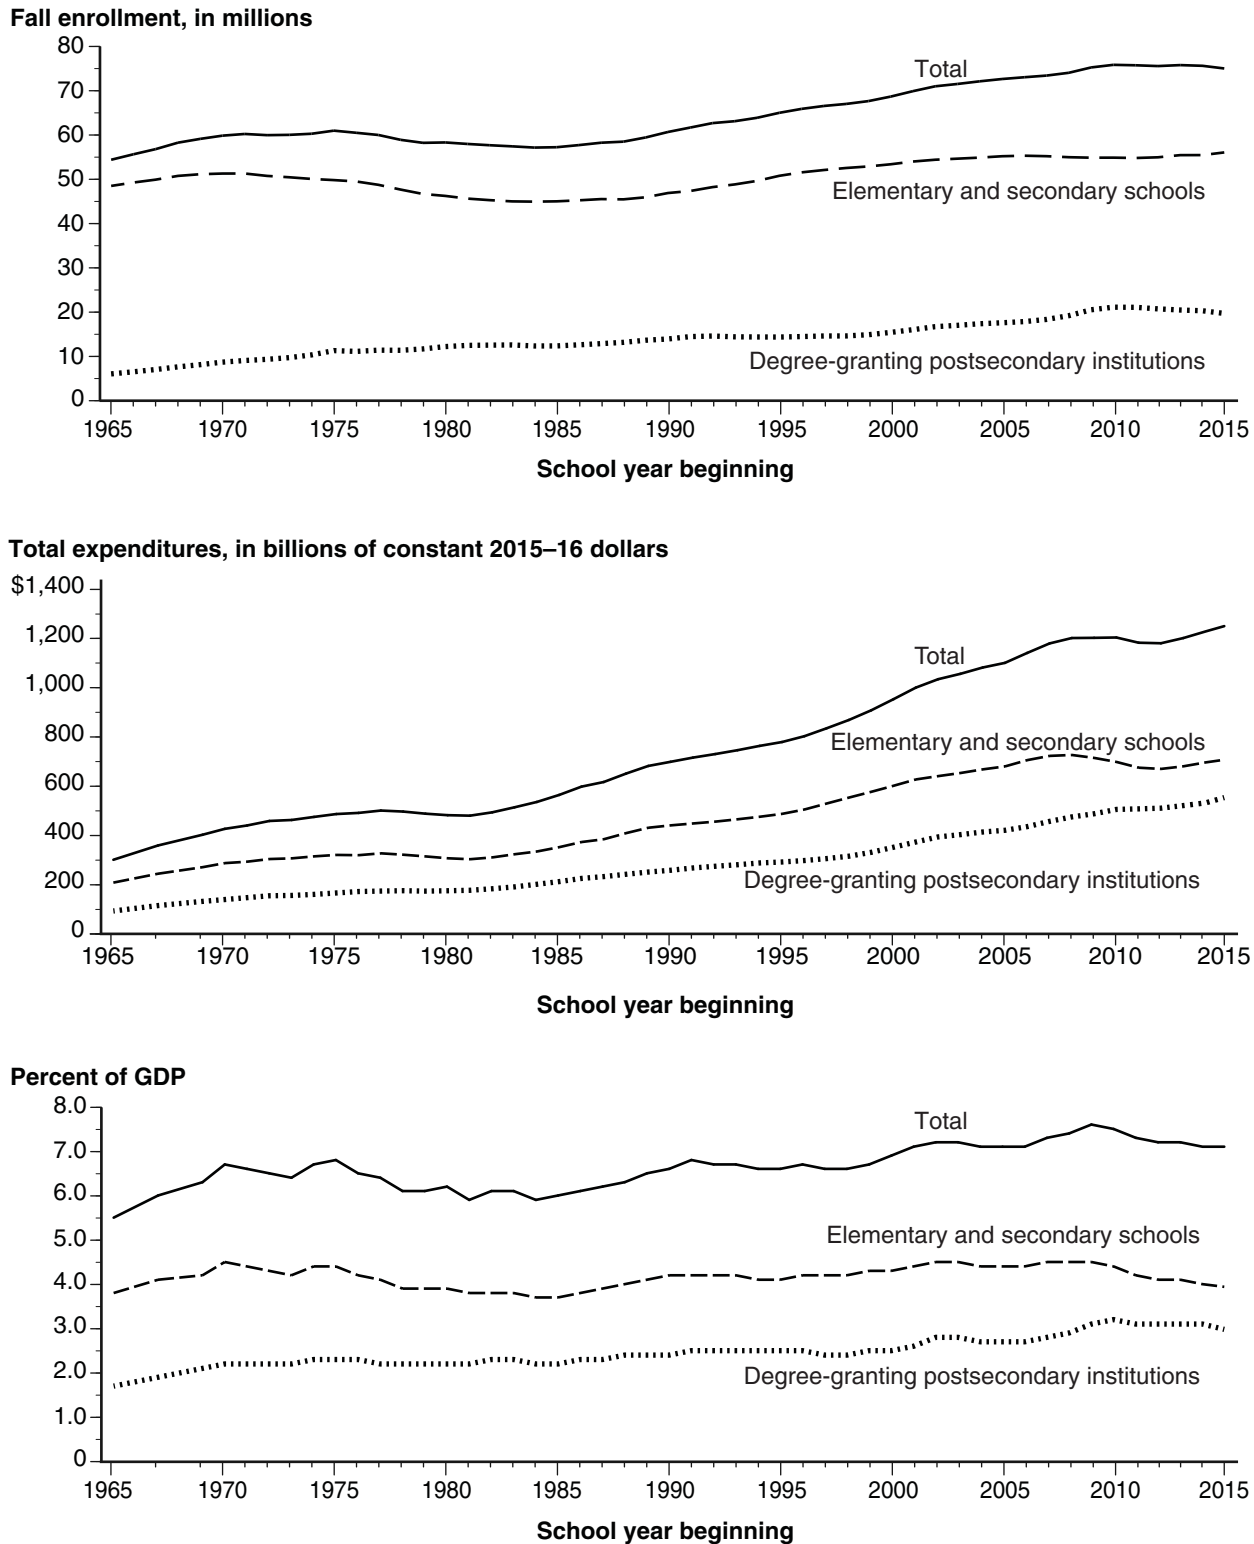 Fall enrollment, in millions
80
Total
70
60
50
Elementary and secondary schools
40
30
20
10
Degree-granting postsecondary institutions
0
1965 1970 1975 1980 1985 1990 1995 2000 2005 2010 2015
School year beginning
Total expenditures, in billions of constant 2015–16 dollars
$1,400
1,200
Total
1,000
800
Elementary and secondary schools
600
400
200
Degree-granting postsecondary institutions
0
1965 1970 1975 1980 1985 1990 1995 2000 2005 2010 2015
School year beginning
Percent of GDP
8.0
Total
7.0
6.0
5.0
Elementary and secondary schools
4.0
3.0
2.0
Degree-granting postsecondary institutions
1.0
0
1965 1970 1975 1980 1985 1990 1995 2000 2005 2010 2015
School year beginning